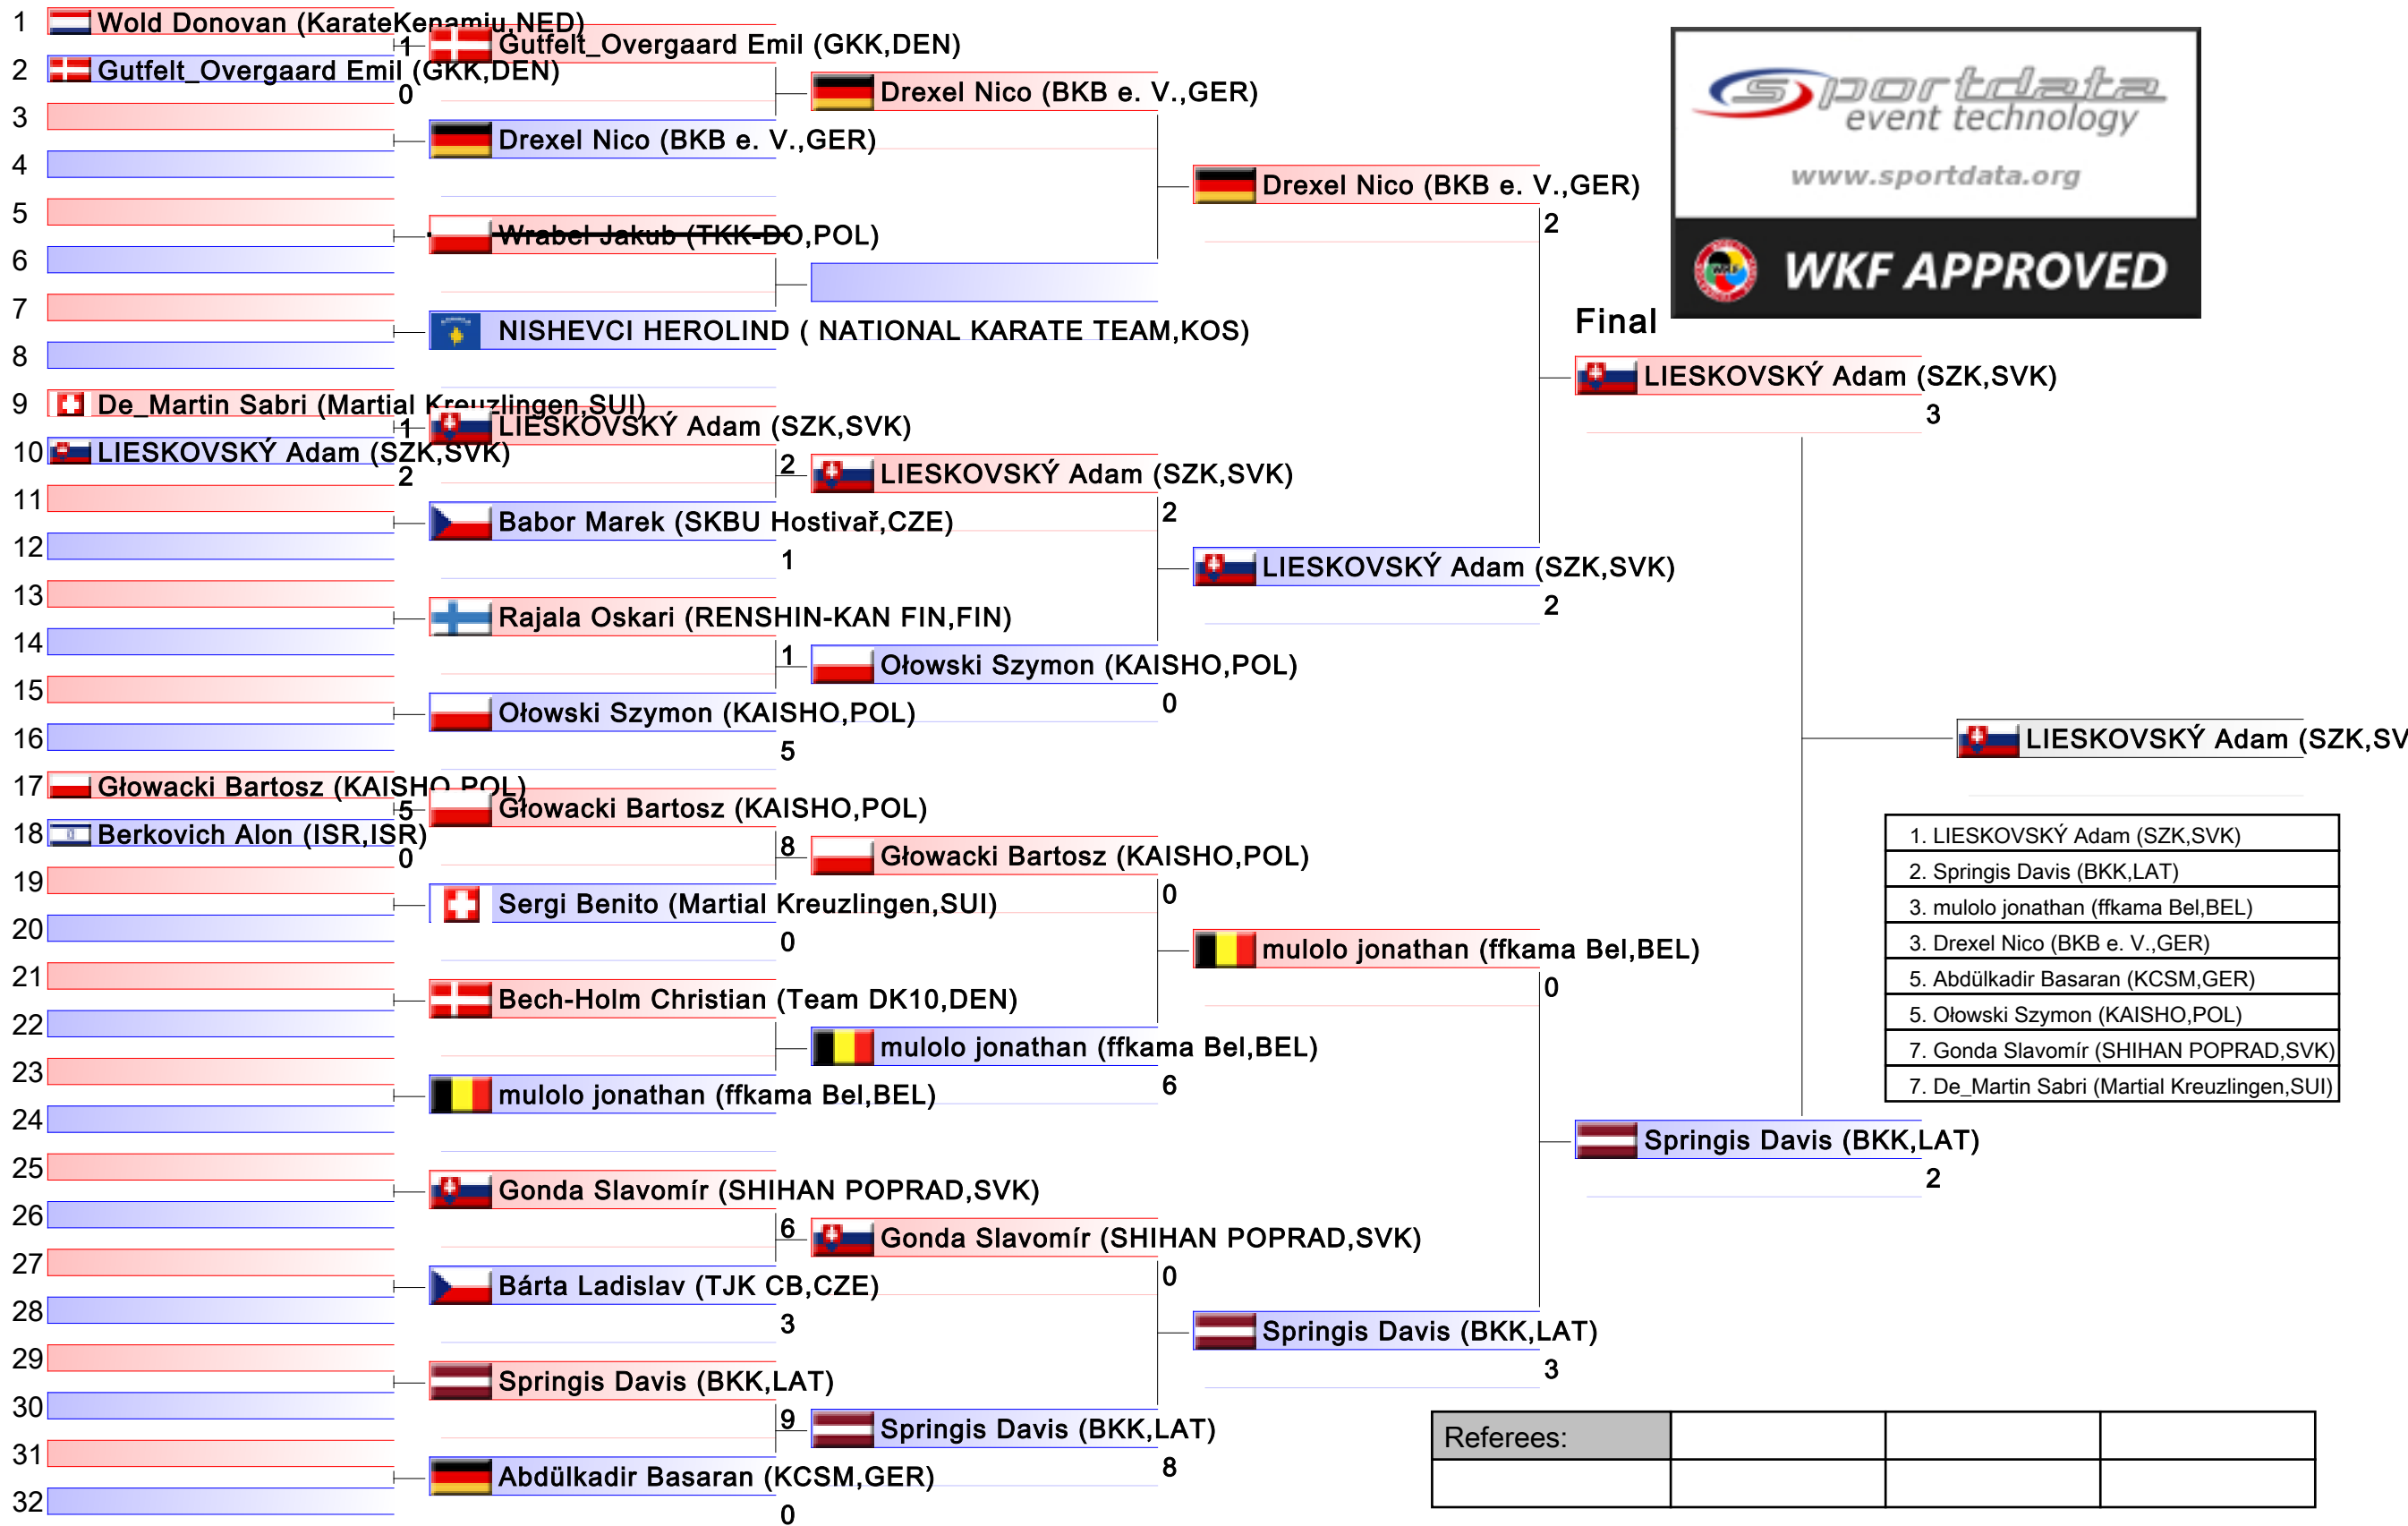 1 Wold Donovan (KarateKenamju,NED)
1
Gutfelt_Overgaard Emil (GKK,DEN)
2 Gutfelt_Overgaard Emil (GKK,DEN)
0
Drexel Nico (BKB e. V.,GER)
3
Drexel Nico (BKB e. V.,GER)
4
Drexel Nico (BKB e. V.,GER)
2
5
Wrabel Jakub (TKK-DO,POL)
6
7
NISHEVCI HEROLIND ( NATIONAL KARATE TEAM,KOS)
8
sportdata
event technology
www.sportdata.org
WKF
WKF APPROVED
Final
LIESKOVSKÝ Adam (SZK,SVK)
3
9 De_Martin Sabri (Martial Kreuzlingen,SUI)
1
LIESKOVSKÝ Adam (SZK,SVK)
2
10 LIESKOVSKÝ Adam (SZK,SVK)
2
LIESKOVSKÝ Adam (SZK,SVK)
2
11
Babor Marek (SKBU Hostivař,CZE)
1
12
LIESKOVSKÝ Adam (SZK,SVK)
2
13
Rajala Oskari (RENSHIN-KAN FIN,FIN)
1
14
Ołowski Szymon (KAISHO,POL)
0
15
Ołowski Szymon (KAISHO,POL)
5
16
LIESKOVSKÝ Adam (SZK,SV
17 Głowacki Bartosz (KAISHO,POL)
5
Głowacki Bartosz (KAISHO,POL)
8
18 Berkovich Alon (ISR,ISR)
0
Głowacki Bartosz (KAISHO,POL)
0
19
Sergi Benito (Martial Kreuzlingen,SUI)
0
20
mulolo jonathan (ffkama Bel,BEL)
0
21
Bech-Holm Christian (Team DK10,DEN)
22
mulolo jonathan (ffkama Bel,BEL)
6
23
mulolo jonathan (ffkama Bel,BEL)
24
1. LIESKOVSKÝ Adam (SZK,SVK)
2. Springis Davis (BKK,LAT)
3. mulolo jonathan (ffkama Bel,BEL)
3. Drexel Nico (BKB e. V.,GER)
5. Abdülkadir Basaran (KCSM,GER)
5. Ołowski Szymon (KAISHO,POL)
7. Gonda Slavomír (SHIHAN POPRAD,SVK)
7. De_Martin Sabri (Martial Kreuzlingen,SUI)
Springis Davis (BKK,LAT)
2
25
Gonda Slavomír (SHIHAN POPRAD,SVK)
6
26
Gonda Slavomír (SHIHAN POPRAD,SVK)
0
27
Bárta Ladislav (TJK CB,CZE)
3
28
Springis Davis (BKK,LAT)
3
29
Springis Davis (BKK,LAT)
9
30
Springis Davis (BKK,LAT)
8
31
Abdülkadir Basaran (KCSM,GER)
0
32
Referees: